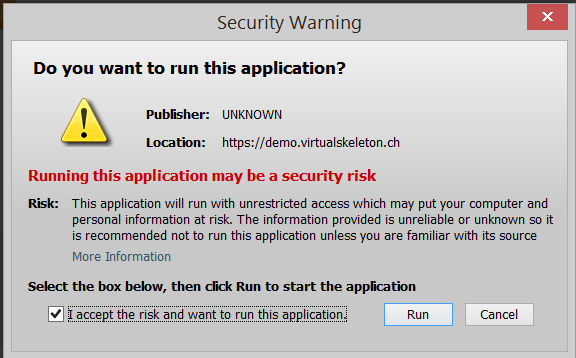 Security Warning
Do you want to run this application?
Publisher: UNKNOWN
Location: https://demo.virtualskeleton.ch
Running this application may be a security risk
Risk: This application will run with unrestricted access which may put your computer and
personal information at risk. The information provided is unreliable or unknown so it
is recommended not to run this application unless you are familiar with its source
More Information
Select the box below, then click Run to start the application
I accept the risk and want to run this application. Run Cancel